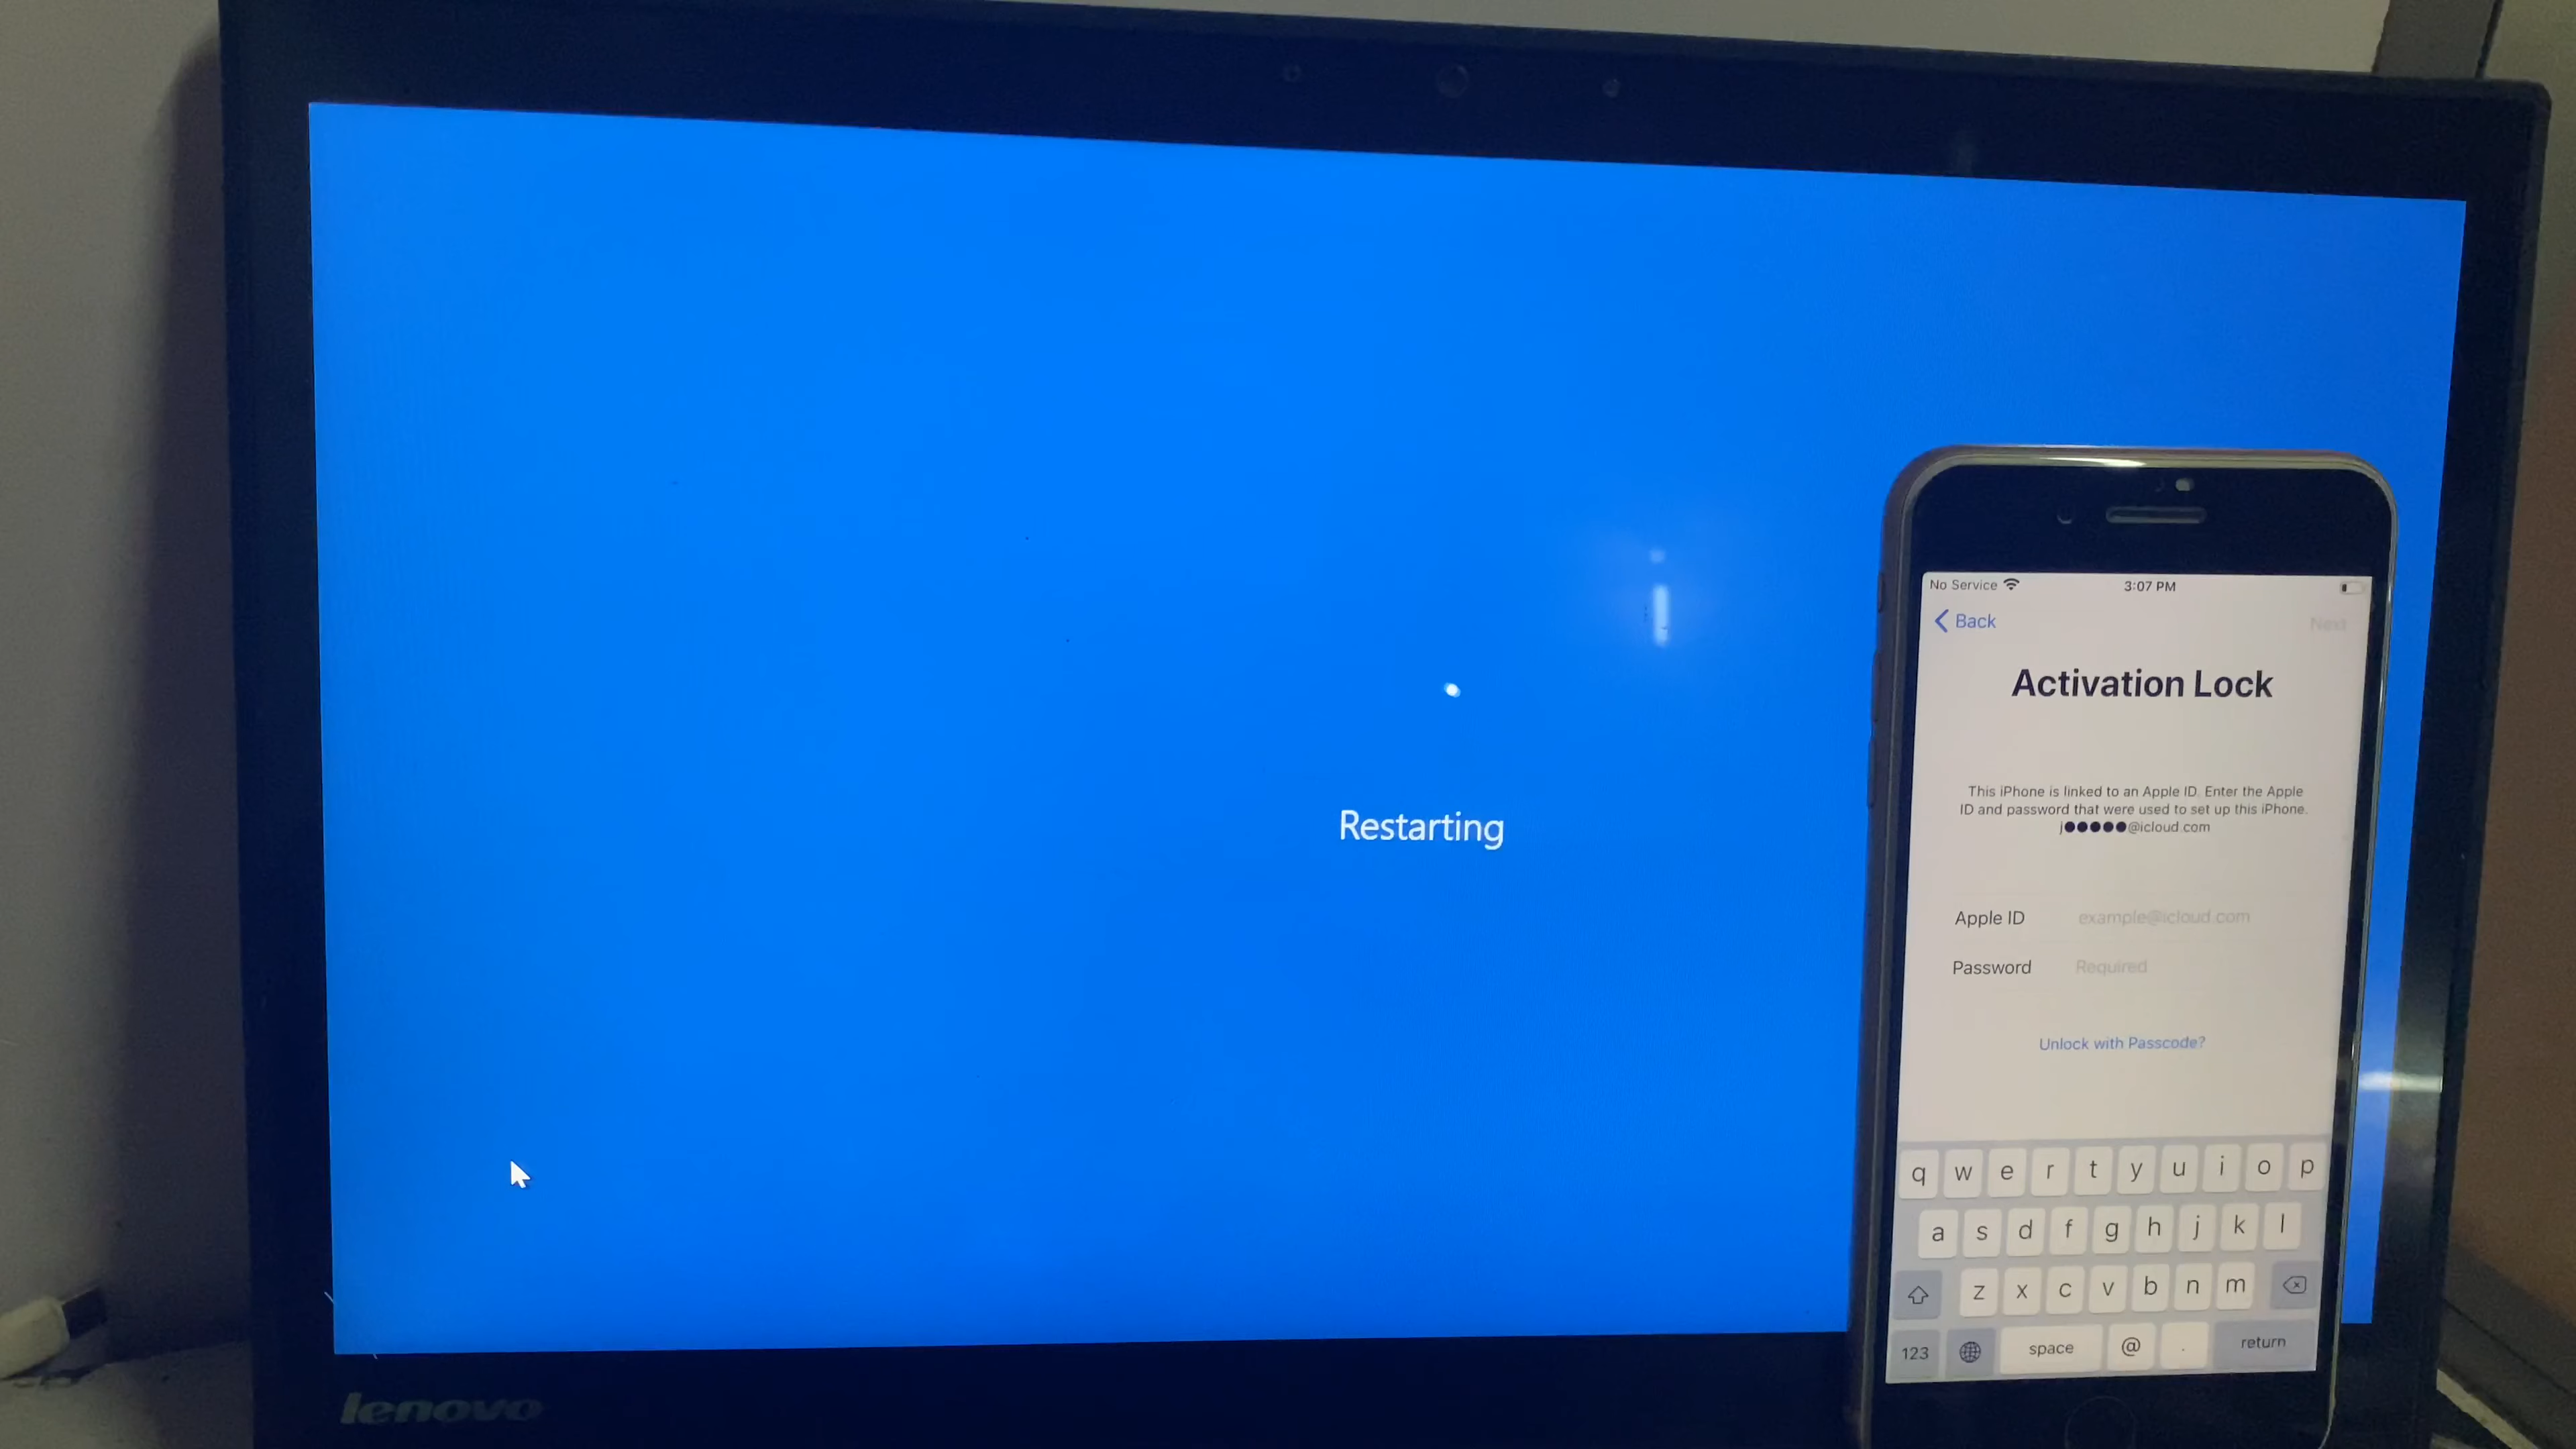 Restarting
lenovo
No Service
3:07 PM
Back
Next
Activation Lock
This iPhone is linked to an Apple ID. Enter the Apple
ID and password that were used to set up this iPhone.
j●●●●●@icloud.com
Apple ID example@icloud.com
Password Required
Unlock with Passcode?
q w e r t y u i o p
a s d f g h j k l
z x c v b n m
123 space @ . return